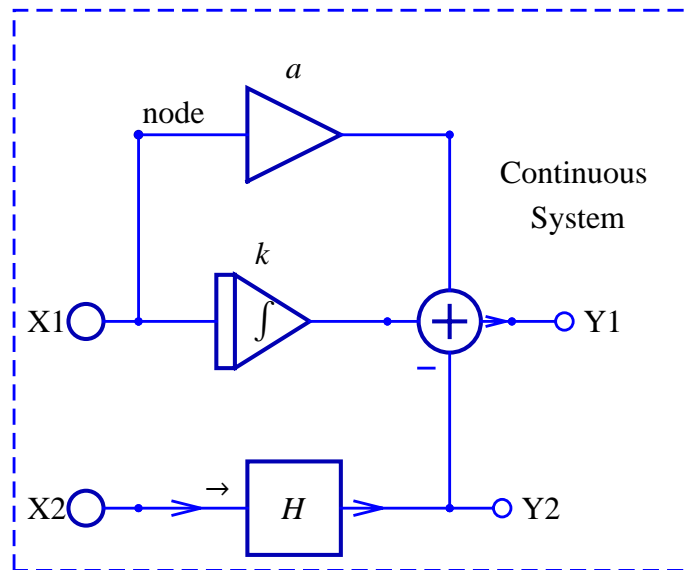 a
node
Continuous
System
k
∫
X1
+
Y1
−
→
X2
H
Y2